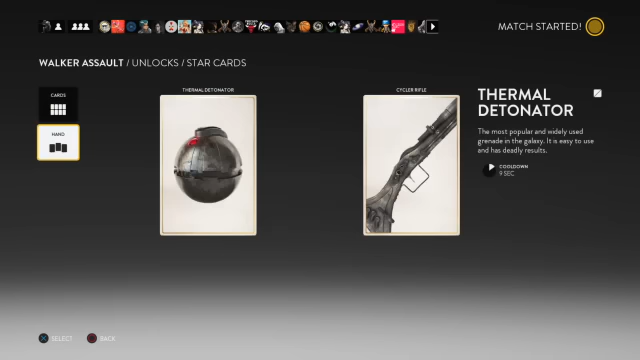 MATCH STARTED!
WALKER ASSAULT / UNLOCKS / STAR CARDS
CARDS
HAND
THERMAL DETONATOR
CYCLER RIFLE
THERMAL
DETONATOR
The most popular and widely used
grenade in the galaxy. It is easy to use
and has deadly results.
COOLDOWN
9 SEC
SELECT
BACK